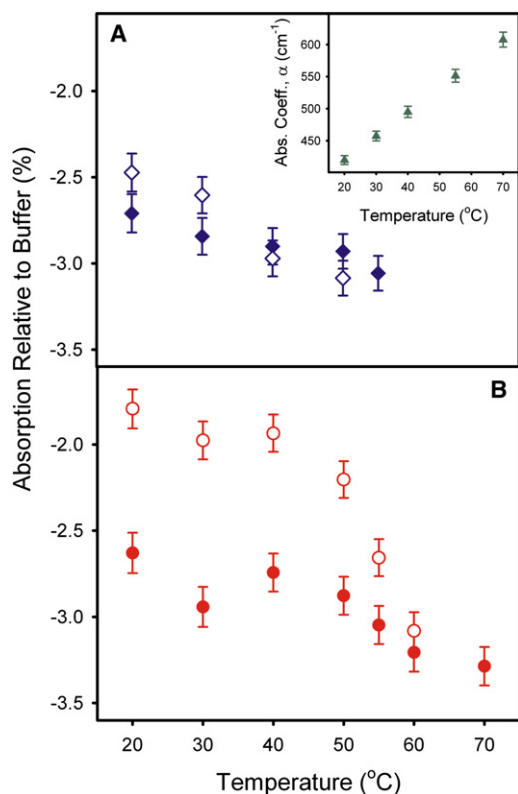 A
-2.0
-2.5
-3.0
-3.5
Abs. Coeff., α (cm⁻¹)
600
550
500
450
20 30 40 50 60 70
Temperature (°C)
Absorption Relative to Buffer (%)
B
-2.0
-2.5
-3.0
-3.5
20 30 40 50 60 70
Temperature (°C)